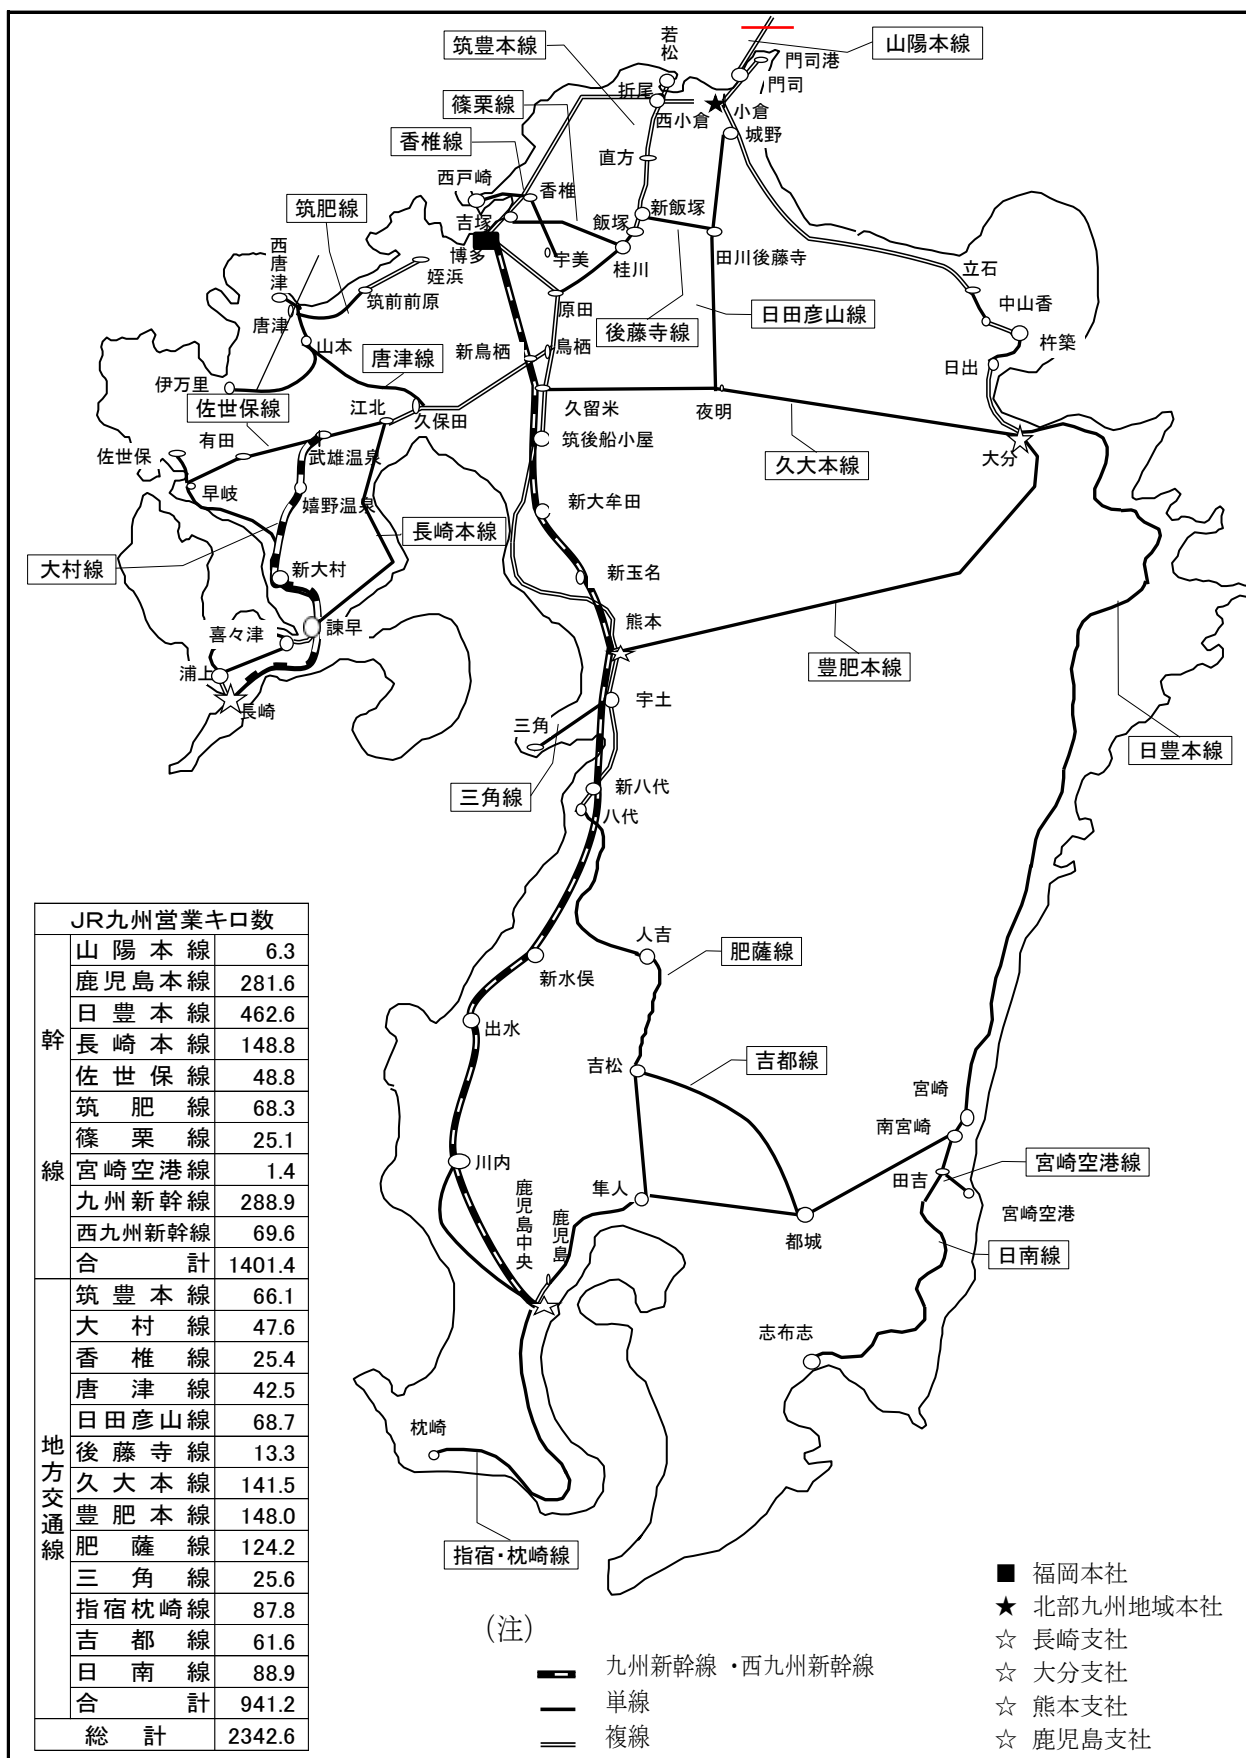 山陽本線
筑豊本線
若松
門司港
門司
折尾
小倉
西小倉
城野
篠栗線
香椎線
直方
西戸崎
香椎
新飯塚
筑肥線
吉塚
飯塚
博多
宇美
桂川
田川後藤寺
西唐津
姪浜
立石
唐津
筑前前原
原田
中山香
後藤寺線
日田彦山線
山本
唐津線
新鳥栖
鳥栖
杵築
日出
伊万里
佐世保線
江北
久保田
久留米
夜明
佐世保
有田
武雄温泉
筑後船小屋
久大本線
大分
早岐
嬉野温泉
新大牟田
長崎本線
大村線
新大村
新玉名
熊本
喜々津
諫早
豊肥本線
浦上
長崎
宇土
三角
日豊本線
三角線
新八代
八代
人吉
肥薩線
新水俣
出水
吉松
吉都線
宮崎
南宮崎
宮崎空港線
川内
田吉
隼人
鹿児島中央
鹿児島
都城
宮崎空港
日南線
志布志
枕崎
指宿・枕崎線
JR九州営業キロ数
幹線
山陽本線 6.3
鹿児島本線 281.6
日豊本線 462.6
長崎本線 148.8
佐世保線 48.8
筑肥線 68.3
篠栗線 25.1
宮崎空港線 1.4
九州新幹線 288.9
西九州新幹線 69.6
合計 1401.4
地方交通線
筑豊本線 66.1
大村線 47.6
香椎線 25.4
唐津線 42.5
日田彦山線 68.7
後藤寺線 13.3
久大本線 141.5
豊肥本線 148.0
肥薩線 124.2
三角線 25.6
指宿枕崎線 87.8
吉都線 61.6
日南線 88.9
合計 941.2
総計 2342.6
(注)
九州新幹線・西九州新幹線
単線
複線
■ 福岡本社
★ 北部九州地域本社
☆ 長崎支社
☆ 大分支社
☆ 熊本支社
☆ 鹿児島支社